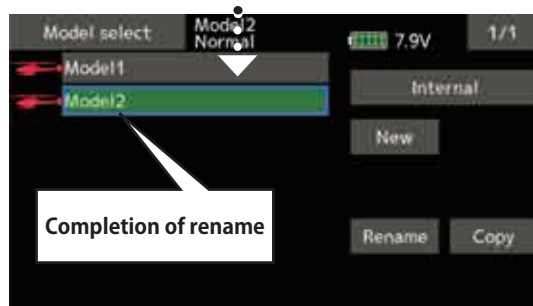 Model select
Model2
Normal
7.9V
1/1
Model1
Internal
Model2
New
Completion of rename
Rename
Copy